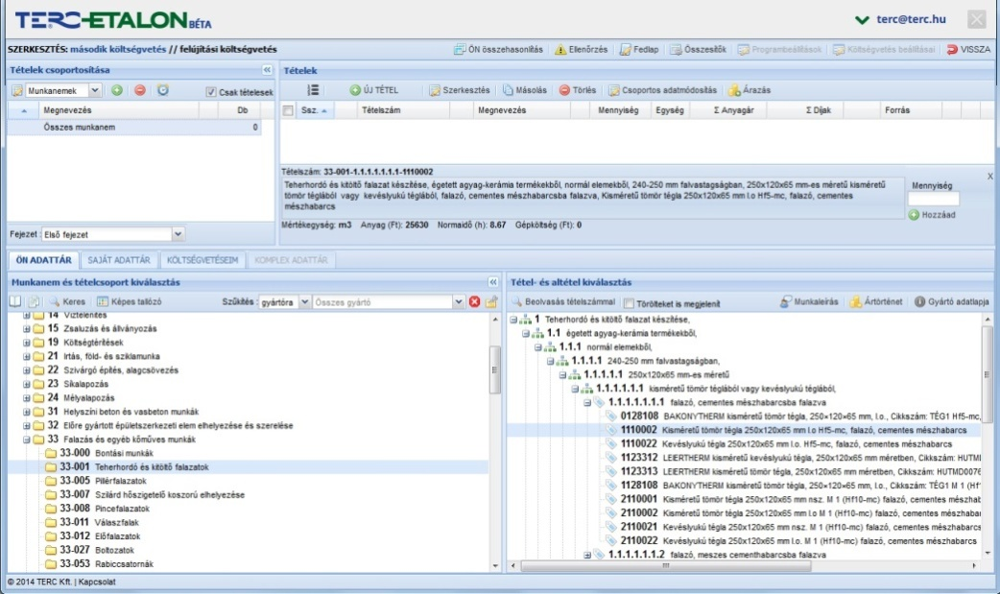 TERC-ETALON BÉTA
terc@terc.hu
SZERKESZTÉS: második költségvetés // felújítási költségvetés
ÖN összehasonlítás Ellenőrzés Fedlap Összesítők Programbeállítások Költségvetés beállításai VISSZA
Tételek csoportosítása
Tételek
Munkanemek Csak tételesek
ÚJ TÉTEL Szerkesztés Másolás Törlés Csoportos adatmódosítás Árazás
Megnevezés Db
Ssz. Tételszám Megnevezés Mennyiség Egység Σ Anyagár Σ Díjak Forrás
Összes munkanem 0
Tételszám: 33-001-1.1.1.1.1.1.1-1110002 X
Teherhordó és kitöltő falazat készítése, égetett agyag-kerámia termékekből, normál elemekből, 240-250 mm falvastagságban, 250x120x65 mm-es méretű kisméretű
tömör téglából vagy kevéslyukú téglából, falazó, cementes mészhabarcsba falazva, Kisméretű tömör tégla 250x120x65 mm I.o Hf5-mc, falazó, cementes
mészhabarcs
Mennyiség
Hozzáad
Mértékegység: m3 Anyag (Ft): 25630 Normaidő (h): 8.67 Gépköltség (Ft): 0
Fejezet: Első fejezet
ÖN ADATTÁR SAJÁT ADATTÁR KÖLTSÉGVETÉSEIM KOMPLEX ADATTÁR
Munkanem és tételcsoport kiválasztás
Keres Képes tallózó Szűkítés : gyártóra Összes gyártó
14 Víztelenítés
15 Zsaluzás és állványozás
19 Költségtérítések
21 Irtás, föld- és sziklamunka
22 Szivárgó építés, alagcsövezés
23 Síkalapozás
24 Mélyalapozás
31 Helyszíni beton és vasbeton munkák
32 Előre gyártott épületszerkezeti elem elhelyezése és szerelése
33 Falazás és egyéb kőműves munkák
33-000 Bontási munkák
33-001 Teherhordó és kitöltő falazatok
33-005 Pillérfalazatok
33-007 Szilárd hőszigetelő koszorú elhelyezése
33-008 Pincefalazatok
33-011 Válaszfalak
33-012 Előfalazatok
33-027 Boltozatok
33-053 Rabiccsatornák
Tétel- és altétel kiválasztás
Beolvasás tételszámmal Törölteket is megjelenít Munkaleírás Ártörténet Gyártó adatlapja
1 Teherhordó és kitöltő falazat készítése,
1.1 égetett agyag-kerámia termékekből,
1.1.1 normál elemekből,
1.1.1.1 240-250 mm falvastagságban,
1.1.1.1.1 250x120x65 mm-es méretű
1.1.1.1.1.1 kisméretű tömör téglából vagy kevéslyukú téglából,
1.1.1.1.1.1.1 falazó, cementes mészhabarcsba falazva
0128108 BAKONYTHERM kisméretű tömör tégla, 250×120×65 mm, I.o., Cikkszám: TÉG1 Hf5-mc,
1110002 Kisméretű tömör tégla 250x120x65 mm I.o Hf5-mc, falazó, cementes mészhabarcs
1110022 Kevéslyukú tégla 250x120x65 mm I.o. Hf5-mc, falazó, cementes mészhabarcs
1123312 LEIERTHERM kisméretű kevéslyukú tégla, 250x120x65 mm méretben, Cikkszám: HUTMI
1123313 LEIERTHERM kisméretű tömör tégla, 250x120x65 mm méretben, Cikkszám: HUTMD0076
1128108 BAKONYTHERM kisméretű tömör tégla, 250×120×65 mm, I.o., Cikkszám: TÉG1 M 1 (Hf
2110001 Kisméretű tömör tégla 250x120x65 mm nsz. M 1 (Hf10-mc) falazó, cementes mészhab
2110002 Kisméretű tömör tégla 250x120x65 mm I.o M 1 (Hf10-mc) falazó, cementes mészhabar
2110021 Kevéslyukú tégla 250x120x65 mm nsz. M 1 (Hf10-mc) falazó, cementes mészhabarcs
2110022 Kevéslyukú tégla 250x120x65 mm I.o. M 1 (Hf10-mc) falazó, cementes mészhabarcs
1.1.1.1.1.1.2 falazó, meszes cementhabarcsba falazva
© 2014 TERC Kft. | Kapcsolat